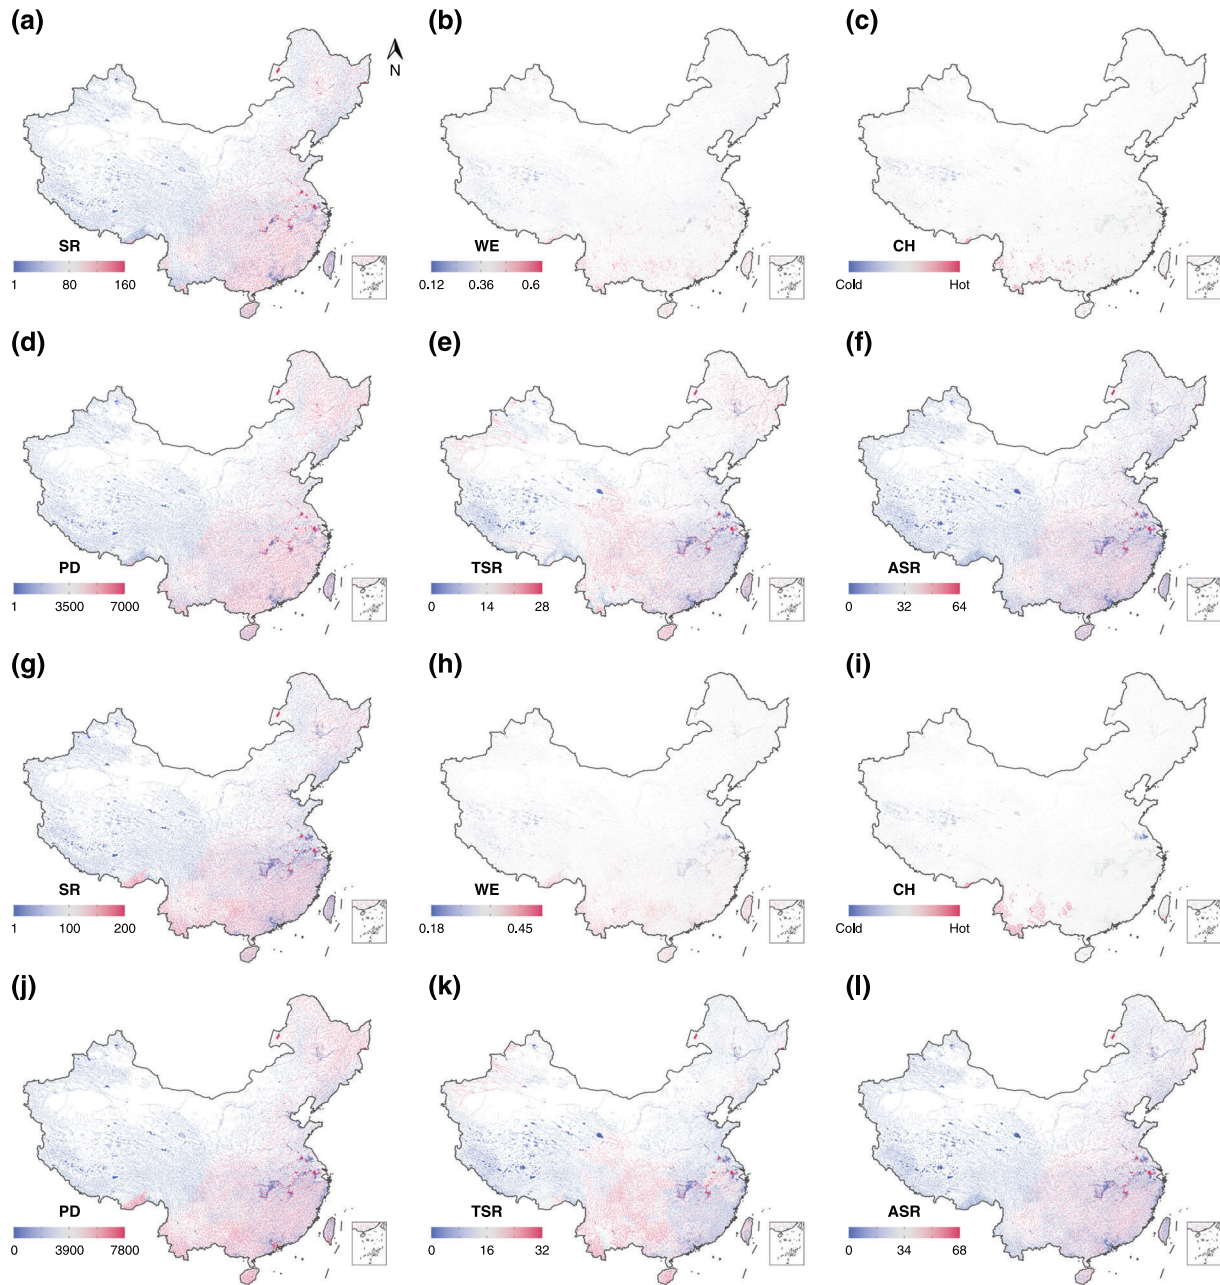 (a) (b) (c)
N
SR WE CH
1 80 160 0.12 0.36 0.6 Cold Hot
(d) (e) (f)
PD TSR ASR
1 3500 7000 0 14 28 0 32 64
(g) (h) (i)
SR WE CH
1 100 200 0.18 0.45 Cold Hot
(j) (k) (l)
PD TSR ASR
0 3900 7800 0 16 32 0 34 68